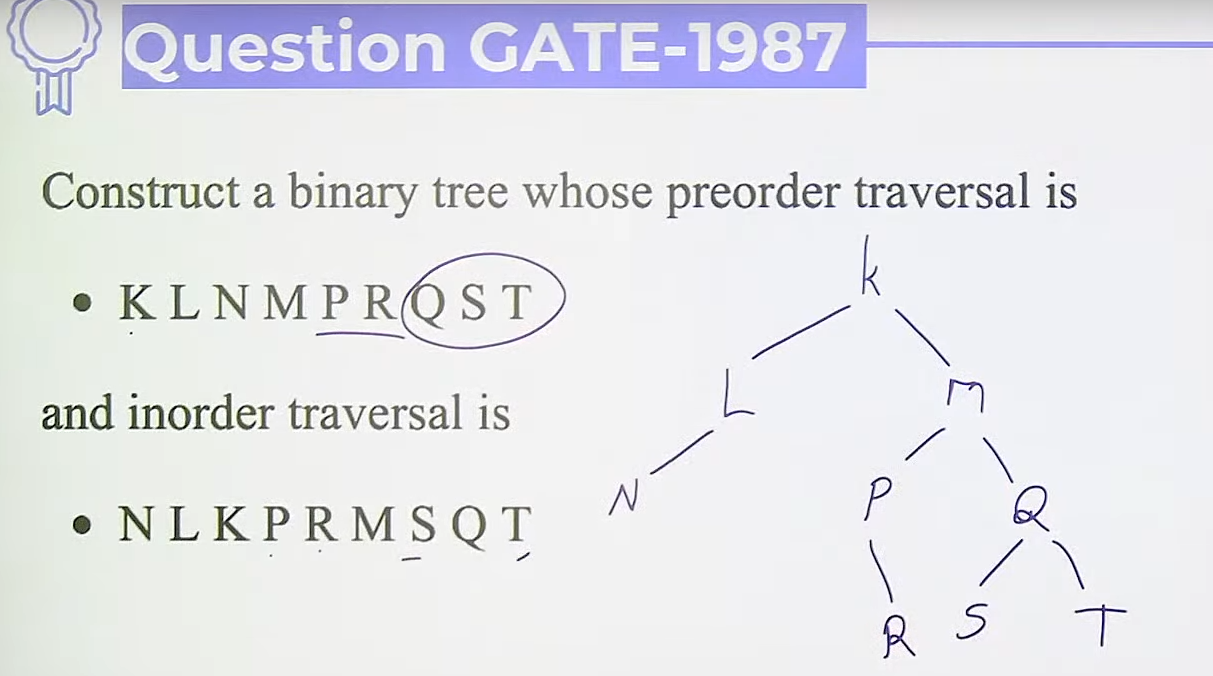 Question GATE-1987
Construct a binary tree whose preorder traversal is
• K L N M P R Q S T
and inorder traversal is
• N L K P R M S Q T
k
L M
N P Q
R S T